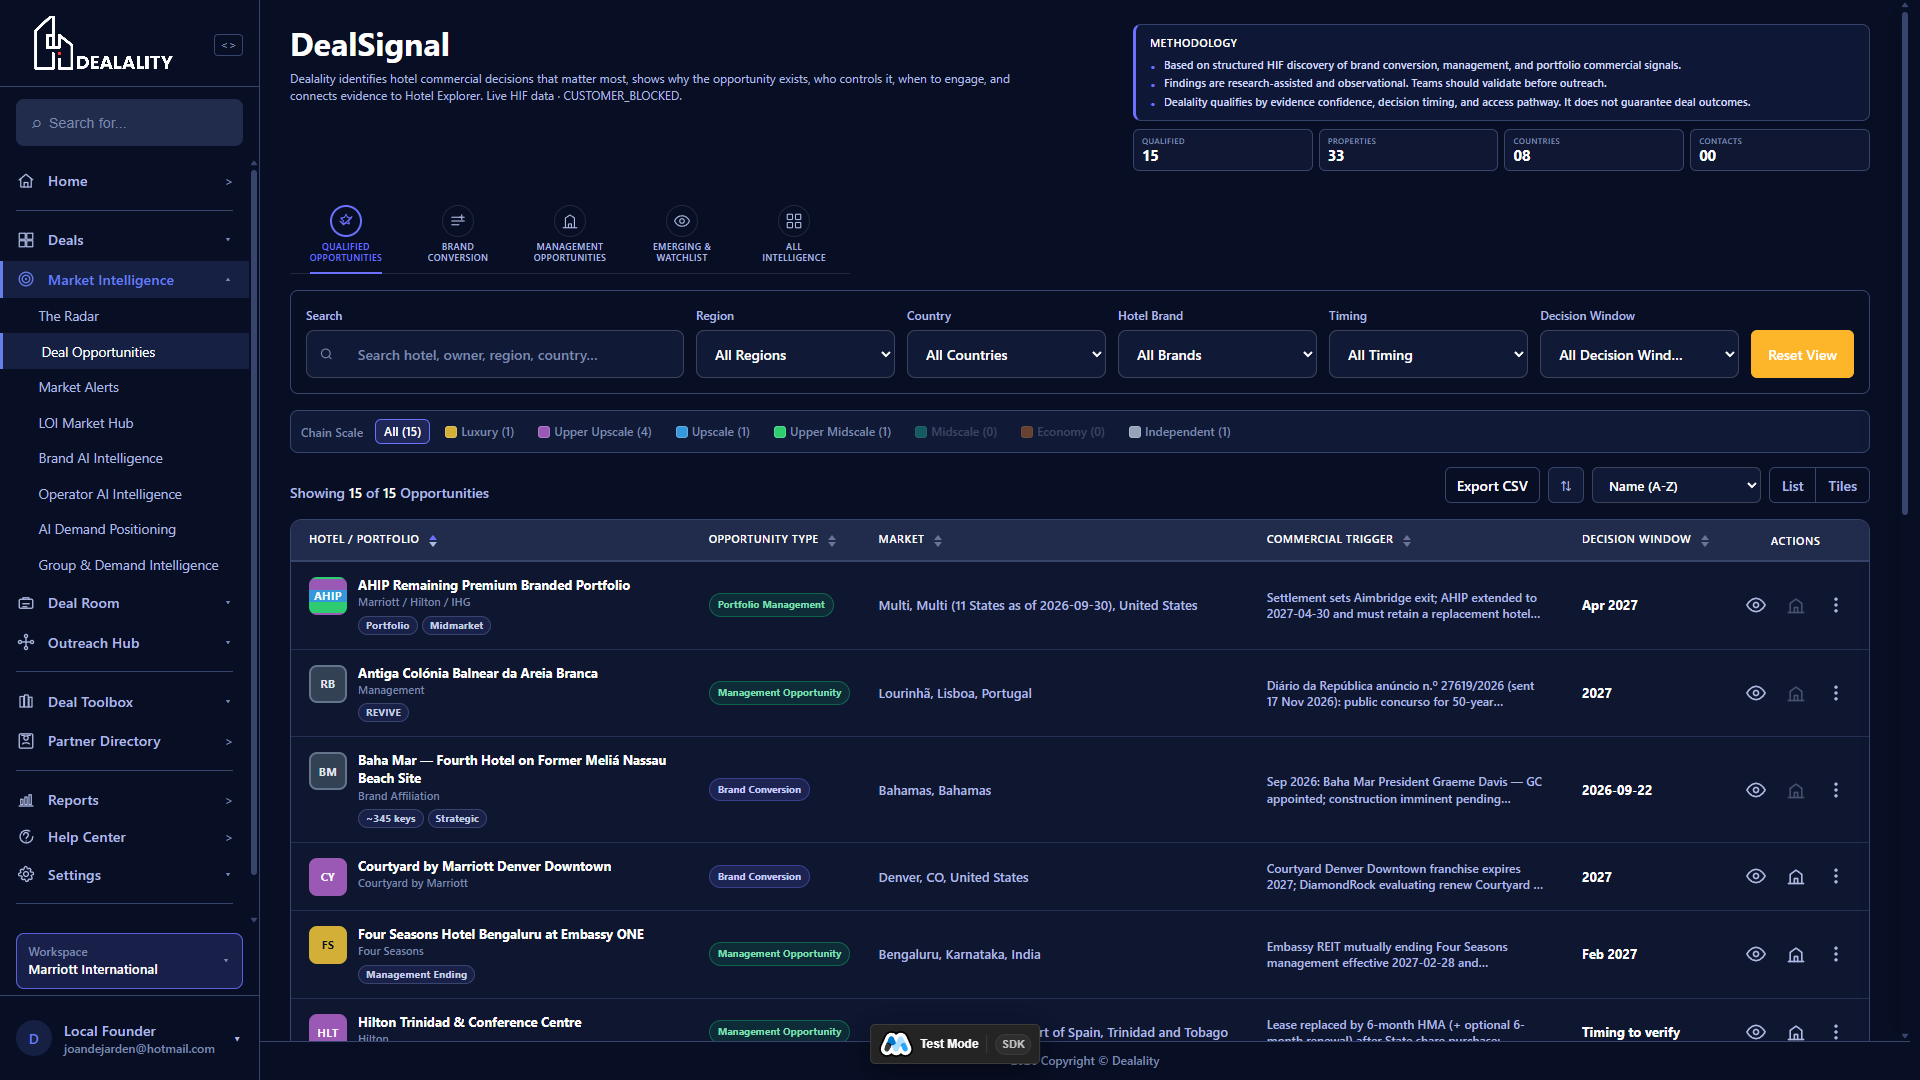 DEALALITY
< >
Search for...
Home
Deals
Market Intelligence
The Radar
Deal Opportunities
Market Alerts
LOI Market Hub
Brand AI Intelligence
Operator AI Intelligence
AI Demand Positioning
Group & Demand Intelligence
Deal Room
Outreach Hub
Deal Toolbox
Partner Directory
Reports
Help Center
Settings
Workspace
Marriott International
D
Local Founder
joandejarden@hotmail.com
DealSignal
Dealality identifies hotel commercial decisions that matter most, shows why the opportunity exists, who controls it, when to engage, and
connects evidence to Hotel Explorer. Live HIF data · CUSTOMER_BLOCKED.
METHODOLOGY
• Based on structured HIF discovery of brand conversion, management, and portfolio commercial signals.
• Findings are research-assisted and observational. Teams should validate before outreach.
• Dealality qualifies by evidence confidence, decision timing, and access pathway. It does not guarantee deal outcomes.
QUALIFIED
15
PROPERTIES
33
COUNTRIES
08
CONTACTS
00
QUALIFIED
OPPORTUNITIES
BRAND
CONVERSION
MANAGEMENT
OPPORTUNITIES
EMERGING &
WATCHLIST
ALL
INTELLIGENCE
Search
Search hotel, owner, region, country...
Region
All Regions
Country
All Countries
Hotel Brand
All Brands
Timing
All Timing
Decision Window
All Decision Wind...
Reset View
Chain Scale All (15) Luxury (1) Upper Upscale (4) Upscale (1) Upper Midscale (1) Midscale (0) Economy (0) Independent (1)
Showing 15 of 15 Opportunities
Export CSV
Name (A-Z)
List
Tiles
HOTEL / PORTFOLIO OPPORTUNITY TYPE MARKET COMMERCIAL TRIGGER DECISION WINDOW ACTIONS
AHIP
AHIP Remaining Premium Branded Portfolio
Marriott / Hilton / IHG
Portfolio Midmarket
Portfolio Management
Multi, Multi (11 States as of 2026-09-30), United States
Settlement sets Aimbridge exit; AHIP extended to
2027-04-30 and must retain a replacement hotel...
Apr 2027
RB
Antiga Colónia Balnear da Areia Branca
Management
REVIVE
Management Opportunity
Lourinhã, Lisboa, Portugal
Diário da República anúncio n.º 27619/2026 (sent
17 Nov 2026): public concurso for 50-year...
2027
BM
Baha Mar — Fourth Hotel on Former Meliá Nassau
Beach Site
Brand Affiliation
~345 keys Strategic
Brand Conversion
Bahamas, Bahamas
Sep 2026: Baha Mar President Graeme Davis — GC
appointed; construction imminent pending...
2026-09-22
CY
Courtyard by Marriott Denver Downtown
Courtyard by Marriott
Brand Conversion
Denver, CO, United States
Courtyard Denver Downtown franchise expires
2027; DiamondRock evaluating renew Courtyard ...
2027
FS
Four Seasons Hotel Bengaluru at Embassy ONE
Four Seasons
Management Ending
Management Opportunity
Bengaluru, Karnataka, India
Embassy REIT mutually ending Four Seasons
management effective 2027-02-28 and...
Feb 2027
HLT
Hilton Trinidad & Conference Centre
Hilton
Management Opportunity
rt of Spain, Trinidad and Tobago
Lease replaced by 6-month HMA (+ optional 6-
month renewal) after State share purchase;
Timing to verify
Test Mode SDK
Copyright © Dealality